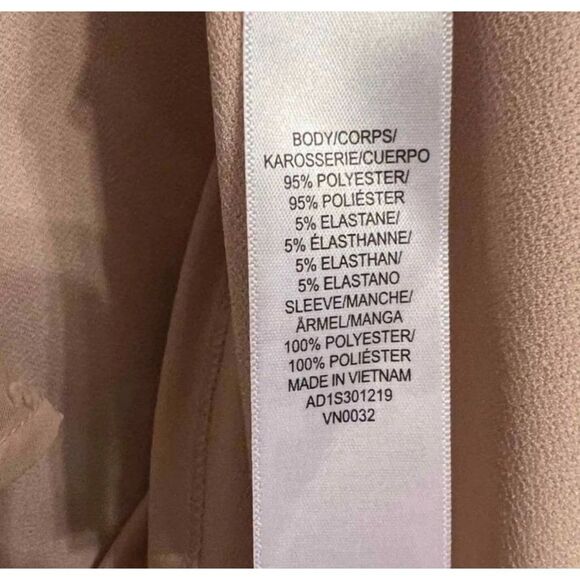 BODY/CORPS/
KAROSSERIE/CUERPO
95% POLYESTER/
95% POLIÉSTER
5% ELASTANE/
5% ÉLASTHANNE/
5% ELASTHAN/
5% ELASTANO
SLEEVE/MANCHE/
ÄRMEL/MANGA
100% POLYESTER/
100% POLIÉSTER
MADE IN VIETNAM
AD1S301219
VN0032